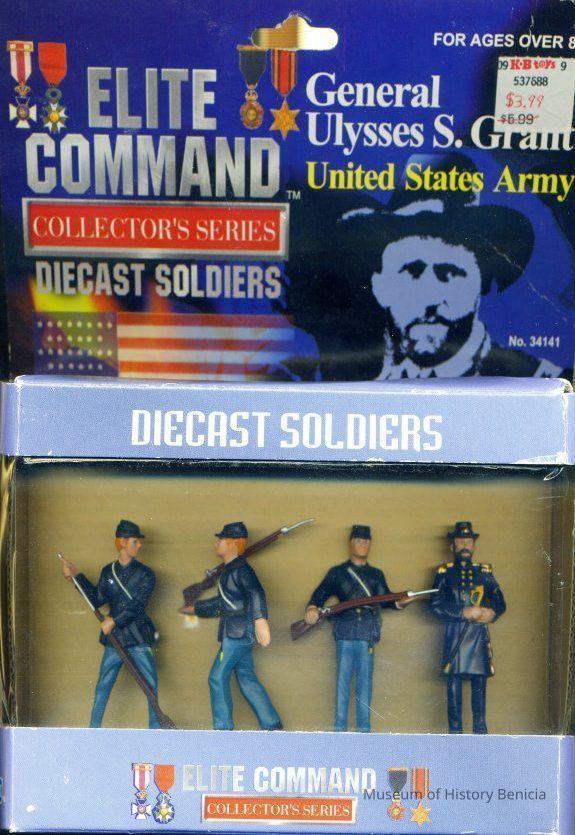 FOR AGES OVER 8
09 K·B toys 9
537688
$3.99
$5.99
ELITE
COMMAND™
COLLECTOR'S SERIES
DIECAST SOLDIERS
General
Ulysses S. Grant
United States Army
No. 34141
DIECAST SOLDIERS
ELITE COMMAND
COLLECTOR'S SERIES
Museum of History Benicia